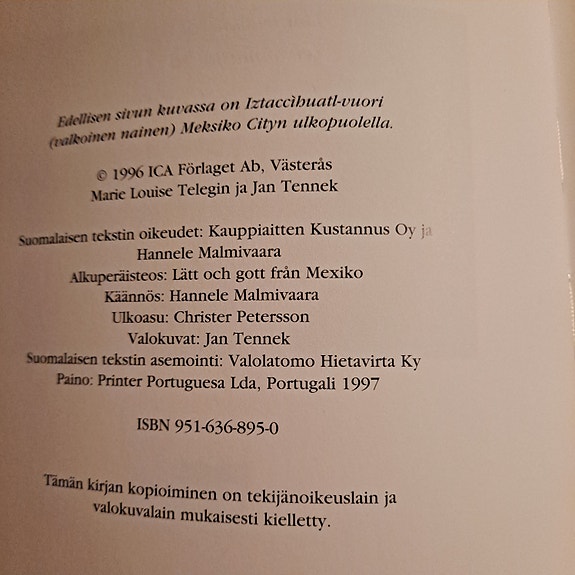 Edellisen sivun kuvassa on Iztaccìhuatl-vuori
(valkoinen nainen) Meksiko Cityn ulkopuolella.
© 1996 ICA Förlaget Ab, Västerås
Marie Louise Telegin ja Jan Tennek
Suomalaisen tekstin oikeudet: Kauppiaitten Kustannus Oy ja
Hannele Malmivaara
Alkuperäisteos: Lätt och gott från Mexiko
Käännös: Hannele Malmivaara
Ulkoasu: Christer Petersson
Valokuvat: Jan Tennek
Suomalaisen tekstin asemointi: Valolatomo Hietavirta Ky
Paino: Printer Portuguesa Lda, Portugali 1997
ISBN 951-636-895-0
Tämän kirjan kopioiminen on tekijänoikeuslain ja
valokuvalain mukaisesti kielletty.